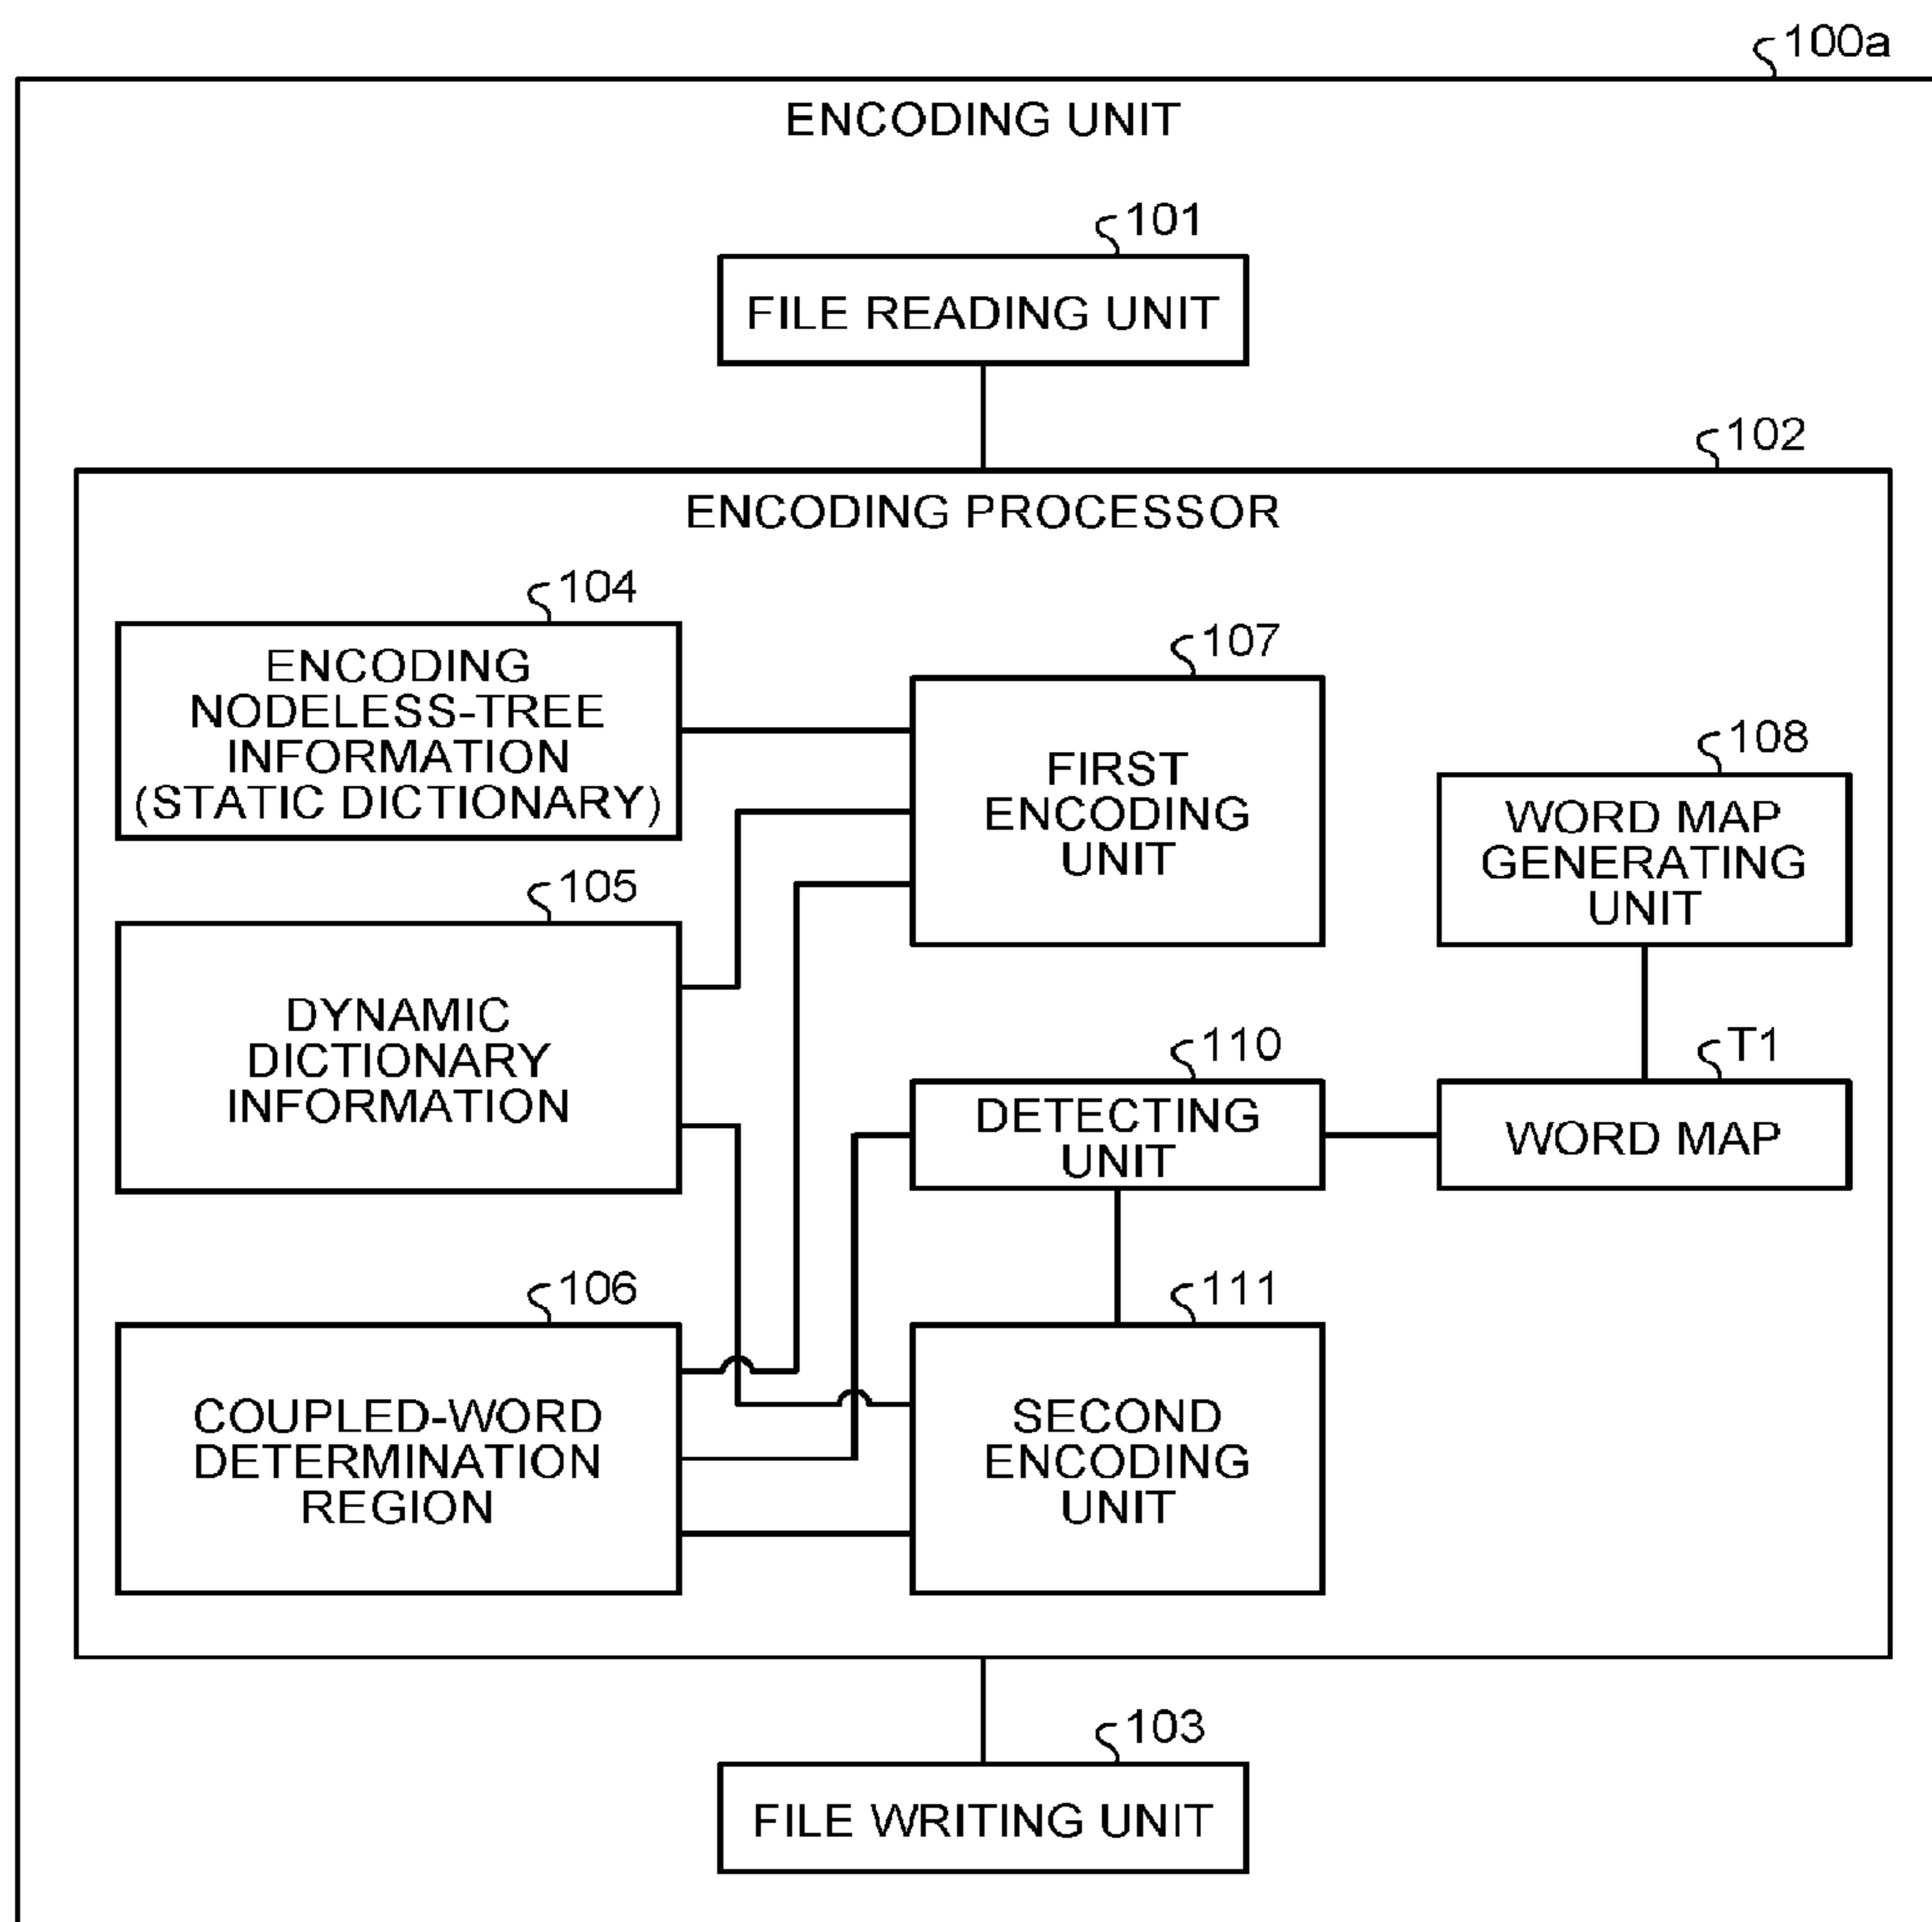 100a
ENCODING UNIT
101
FILE READING UNIT
102
ENCODING PROCESSOR
104
ENCODING
NODELESS-TREE
INFORMATION
(STATIC DICTIONARY)
107
FIRST
ENCODING
UNIT
108
WORD MAP
GENERATING
UNIT
105
DYNAMIC
DICTIONARY
INFORMATION
110
DETECTING
UNIT
T1
WORD MAP
106
COUPLED-WORD
DETERMINATION
REGION
111
SECOND
ENCODING
UNIT
103
FILE WRITING UNIT